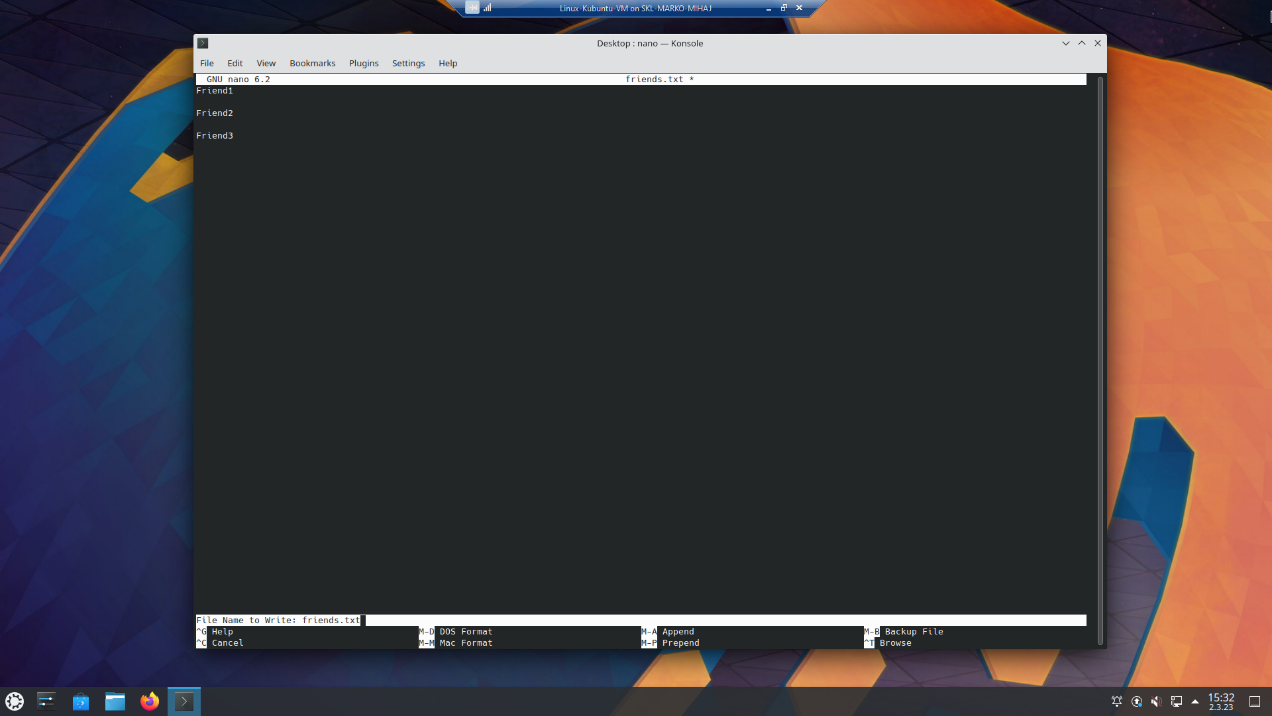 Linux-Kubuntu-VM on SKL-MARKO-MIHAJ
Desktop : nano — Konsole
File Edit View Bookmarks Plugins Settings Help
GNU nano 6.2 friends.txt *
Friend1
Friend2
Friend3
File Name to Write: friends.txt
^G Help M-D DOS Format M-A Append M-B Backup File
^C Cancel M-M Mac Format M-P Prepend ^T Browse
15:32
2.3.23